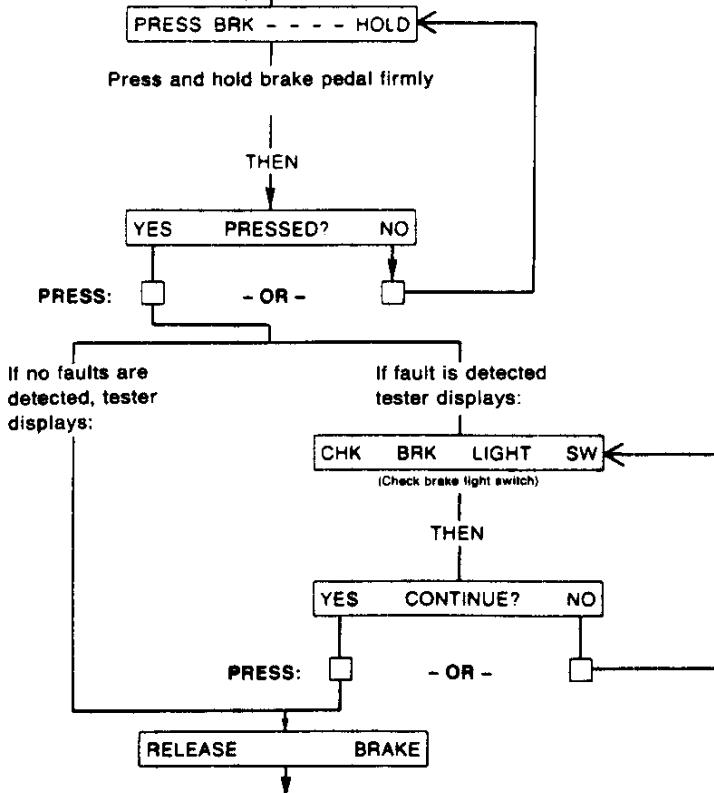 PRESS BRK - - - - HOLD
Press and hold brake pedal firmly
THEN
YES PRESSED? NO
PRESS: - OR -
If no faults are
detected, tester
displays:
If fault is detected
tester displays:
CHK BRK LIGHT SW
(Check brake light switch)
THEN
YES CONTINUE? NO
PRESS: - OR -
RELEASE BRAKE